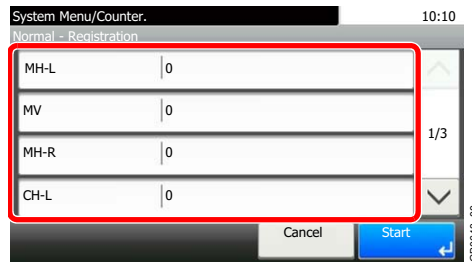 System Menu/Counter.
10:10
Normal - Registration
MH-L 0
MV 0
1/3
MH-R 0
CH-L 0
Cancel
Start